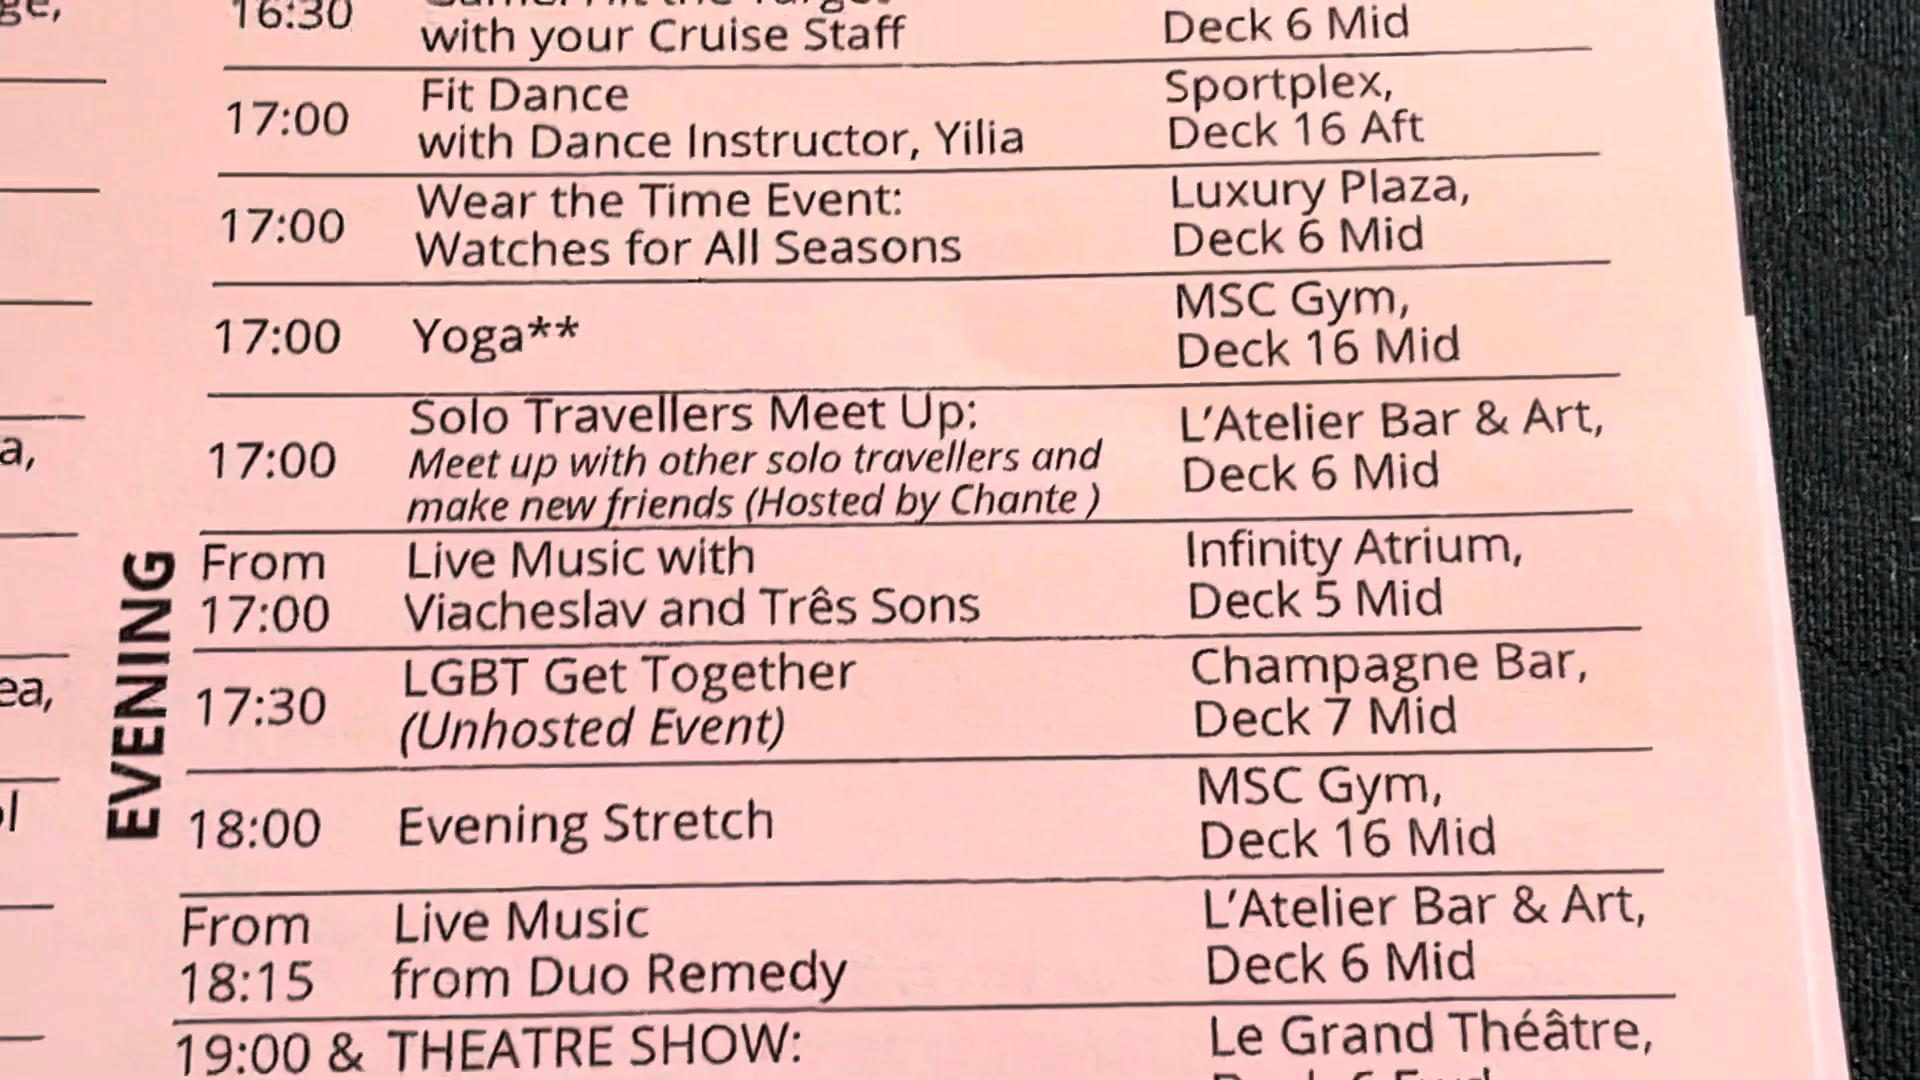 ge,
16:30
with your Cruise Staff
Deck 6 Mid
17:00
Fit Dance
with Dance Instructor, Yilia
Sportplex,
Deck 16 Aft
17:00
Wear the Time Event:
Watches for All Seasons
Luxury Plaza,
Deck 6 Mid
17:00
Yoga**
MSC Gym,
Deck 16 Mid
a,
17:00
Solo Travellers Meet Up:
Meet up with other solo travellers and
make new friends (Hosted by Chante )
L'Atelier Bar & Art,
Deck 6 Mid
EVENING
From
17:00
Live Music with
Viacheslav and Três Sons
Infinity Atrium,
Deck 5 Mid
ea,
17:30
LGBT Get Together
(Unhosted Event)
Champagne Bar,
Deck 7 Mid
18:00
Evening Stretch
MSC Gym,
Deck 16 Mid
From
18:15
Live Music
from Duo Remedy
L'Atelier Bar & Art,
Deck 6 Mid
19:00 &
THEATRE SHOW:
Le Grand Théâtre,